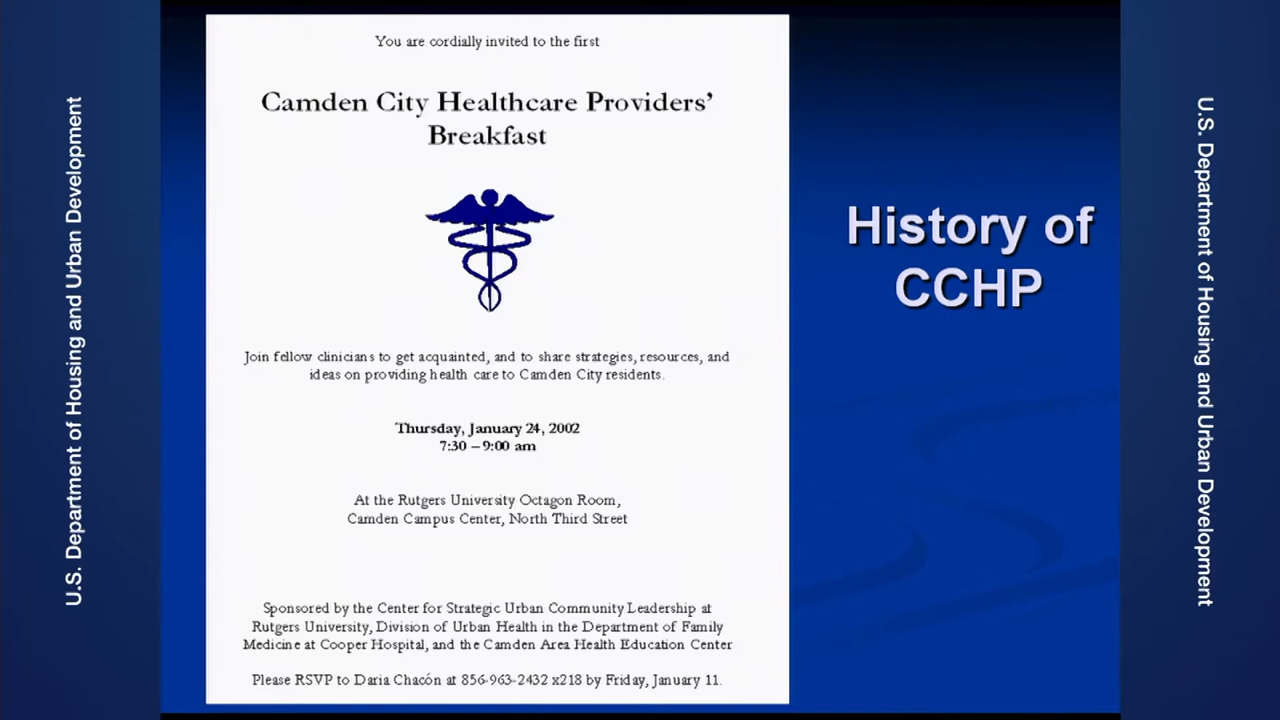 U.S. Department of Housing and Urban Development
You are cordially invited to the first
Camden City Healthcare Providers’
Breakfast
Join fellow clinicians to get acquainted, and to share strategies, resources, and
ideas on providing health care to Camden City residents.
Thursday, January 24, 2002
7:30 – 9:00 am
At the Rutgers University Octagon Room,
Camden Campus Center, North Third Street
Sponsored by the Center for Strategic Urban Community Leadership at
Rutgers University, Division of Urban Health in the Department of Family
Medicine at Cooper Hospital, and the Camden Area Health Education Center
Please RSVP to Daria Chacón at 856-963-2432 x218 by Friday, January 11.
History of
CCHP
U.S. Department of Housing and Urban Development